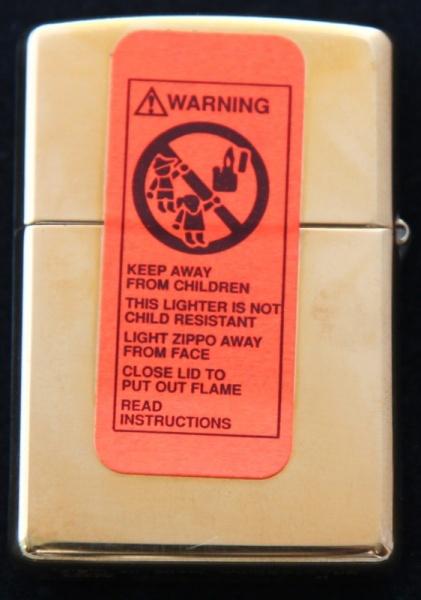 WARNING
KEEP AWAY
FROM CHILDREN
THIS LIGHTER IS NOT
CHILD RESISTANT
LIGHT ZIPPO AWAY
FROM FACE
CLOSE LID TO
PUT OUT FLAME
READ
INSTRUCTIONS